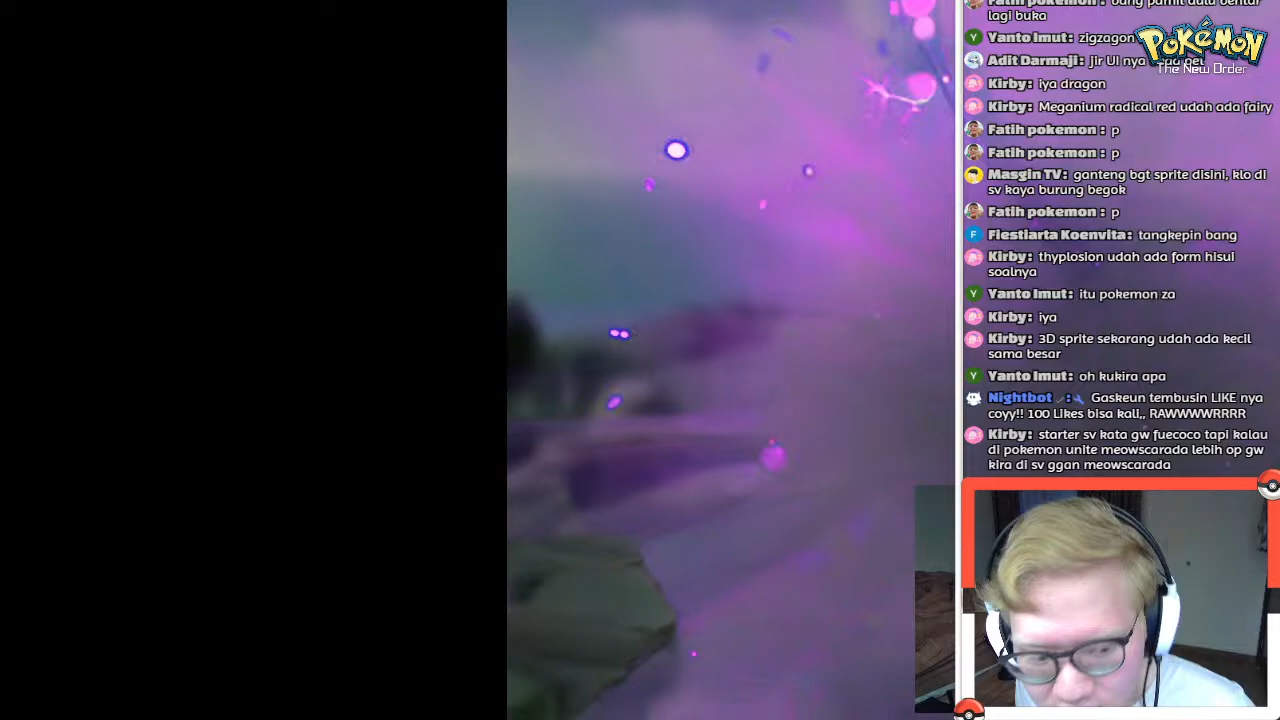 Fatih pokemon : bang pamit dulu bentar
lagi buka
Y Yanto Imut: zigzagon
POKÉMON
The New Order
Adit Darmaji: jir UI nya
Kirby: iya dragon
Kirby: Meganium radical red udah ada fairy
Fatih pokemon : p
Fatih pokemon : p
Masgin TV: ganteng bgt sprite disini, klo di
sv kaya burung begok
Fatih pokemon : p
F Fiestiarta Koenvita: tangkepin bang
Kirby: thyplosion udah ada form hisui
soalnya
Y Yanto Imut: itu pokemon za
Kirby: iya
Kirby: 3D sprite sekarang udah ada kecil
sama besar
Y Yanto Imut: oh kukira apa
Nightbot : Gaskeun tembusin LIKE nya
coyy!! 100 Likes bisa kali,, RAWWWWRRRR
Kirby: starter sv kata gw fuecoco tapi kalau
di pokemon unite meowscarada lebih op gw
kira di sv ggan meowscarada